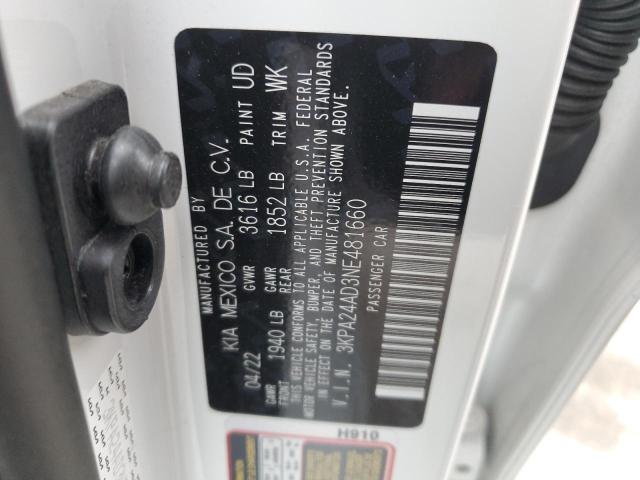 MANUFACTURED BY
KIA MEXICO S.A. DE C.V.
04/22 GVWR 3616 LB PAINT UD
GAWR FRONT 1940 LB GAWR REAR 1852 LB TRIM WK
THIS VEHICLE CONFORMS TO ALL APPLICABLE U.S.A. FEDERAL
MOTOR VEHICLE SAFETY, BUMPER, AND THEFT PREVENTION STANDARDS
IN EFFECT ON THE DATE OF MANUFACTURE SHOWN ABOVE.
V.I.N. 3KPA24AD3NE481660
PASSENGER CAR
H910